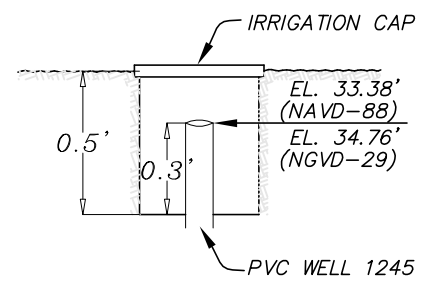 IRRIGATION CAP
EL. 33.38'
(NAVD-88)
EL. 34.76'
(NGVD-29)
0.5'
0.3'
PVC WELL 1245